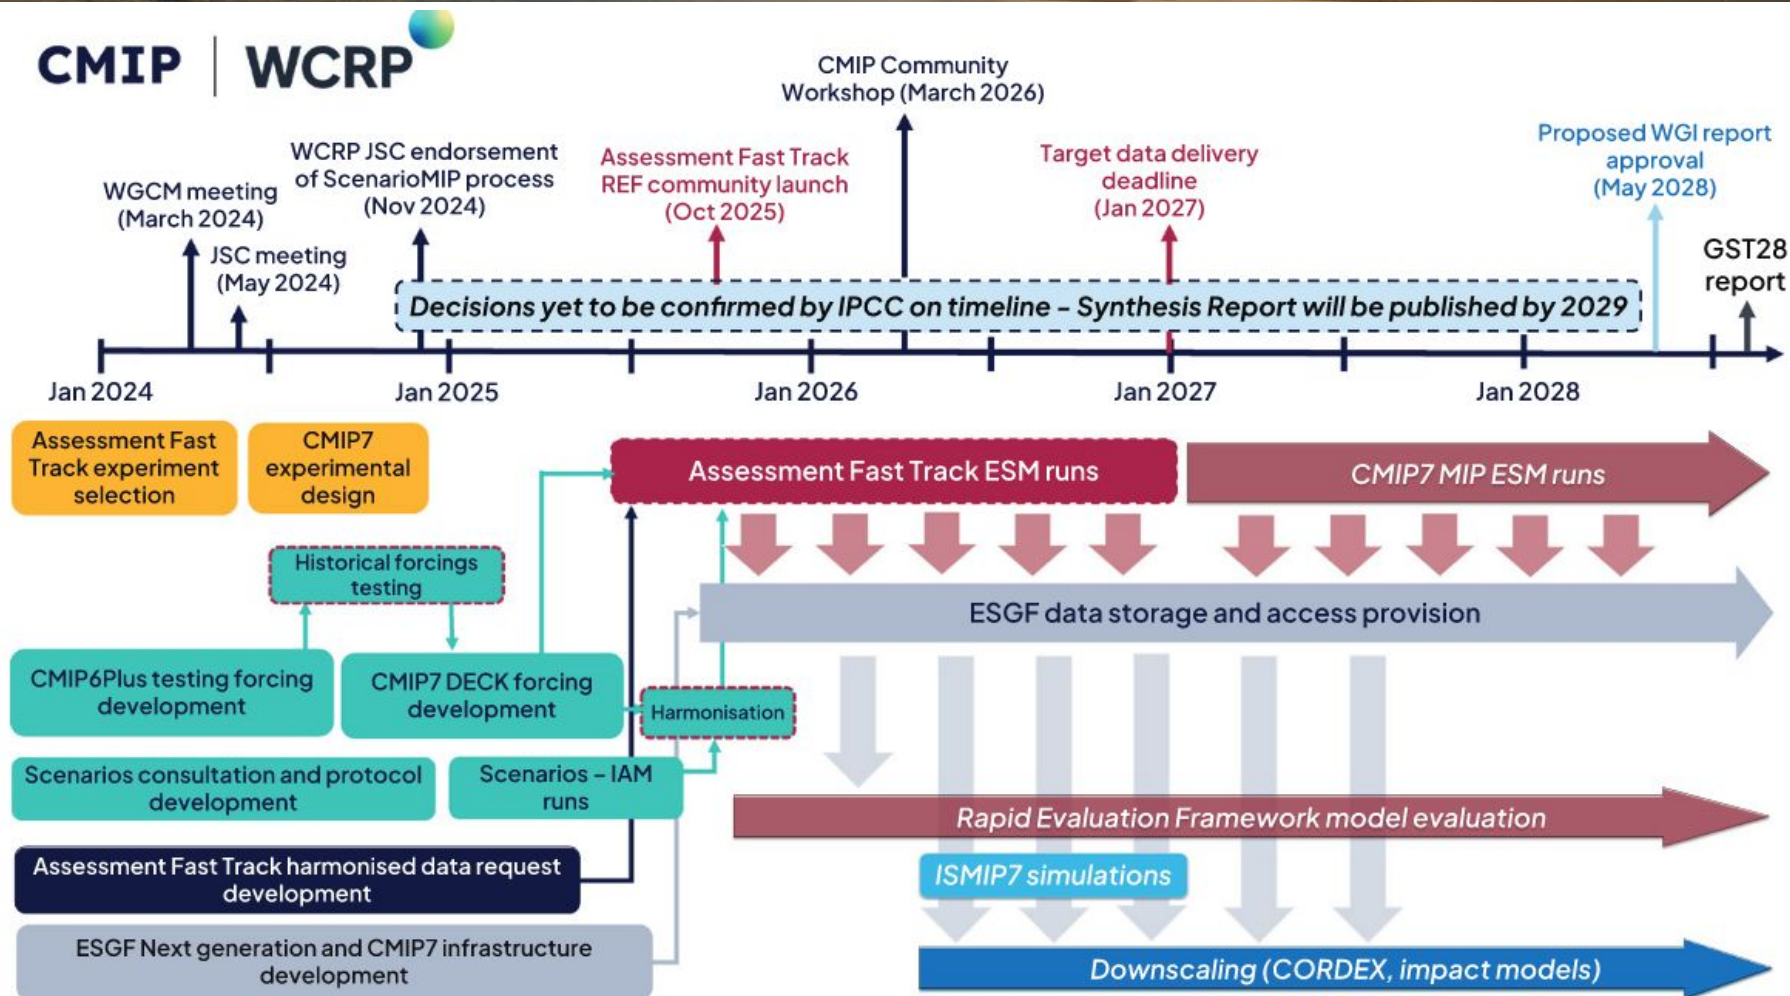 CMIP | WCRP
CMIP Community
Workshop (March 2026)
WCRP JSC endorsement
of ScenarioMIP process
(Nov 2024)
Assessment Fast Track
REF community launch
(Oct 2025)
Target data delivery
deadline
(Jan 2027)
Proposed WGI report
approval
(May 2028)
WGCM meeting
(March 2024)
JSC meeting
(May 2024)
GST28
report
Decisions yet to be confirmed by IPCC on timeline – Synthesis Report will be published by 2029
Jan 2024
Jan 2025
Jan 2026
Jan 2027
Jan 2028
Assessment Fast
Track experiment
selection
CMIP7
experimental
design
Assessment Fast Track ESM runs
CMIP7 MIP ESM runs
Historical forcings
testing
ESGF data storage and access provision
CMIP6Plus testing forcing
development
CMIP7 DECK forcing
development
Harmonisation
Scenarios consultation and protocol
development
Scenarios – IAM
runs
Rapid Evaluation Framework model evaluation
Assessment Fast Track harmonised data request
development
ISMIP7 simulations
ESGF Next generation and CMIP7 infrastructure
development
Downscaling (CORDEX, impact models)